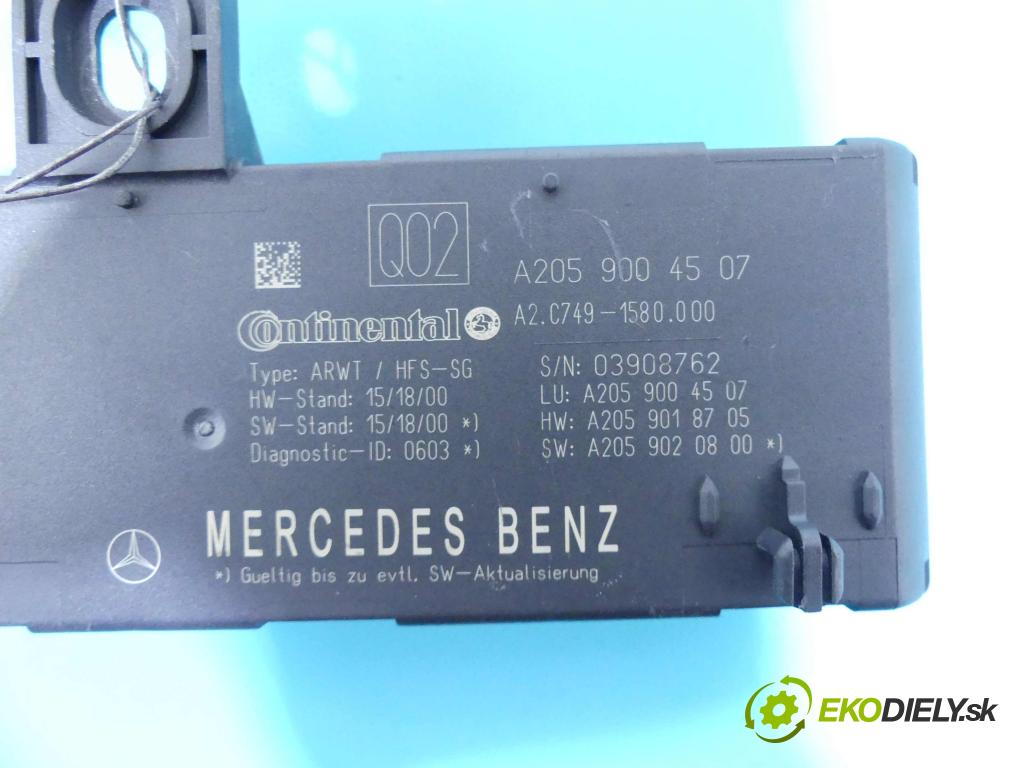 Q02
A205 900 45 07
Continental
A2.C749-1580.000
Type: ARWT / HFS-SG
HW-Stand: 15/18/00
SW-Stand: 15/18/00 *)
Diagnostic-ID: 0603 *)
S/N: 03908762
LU: A205 900 45 07
HW: A205 901 87 05
SW: A205 902 08 00 *)
MERCEDES BENZ
*) Gueltig bis zu evtl. SW-Aktualisierung
EKODIELY.sk